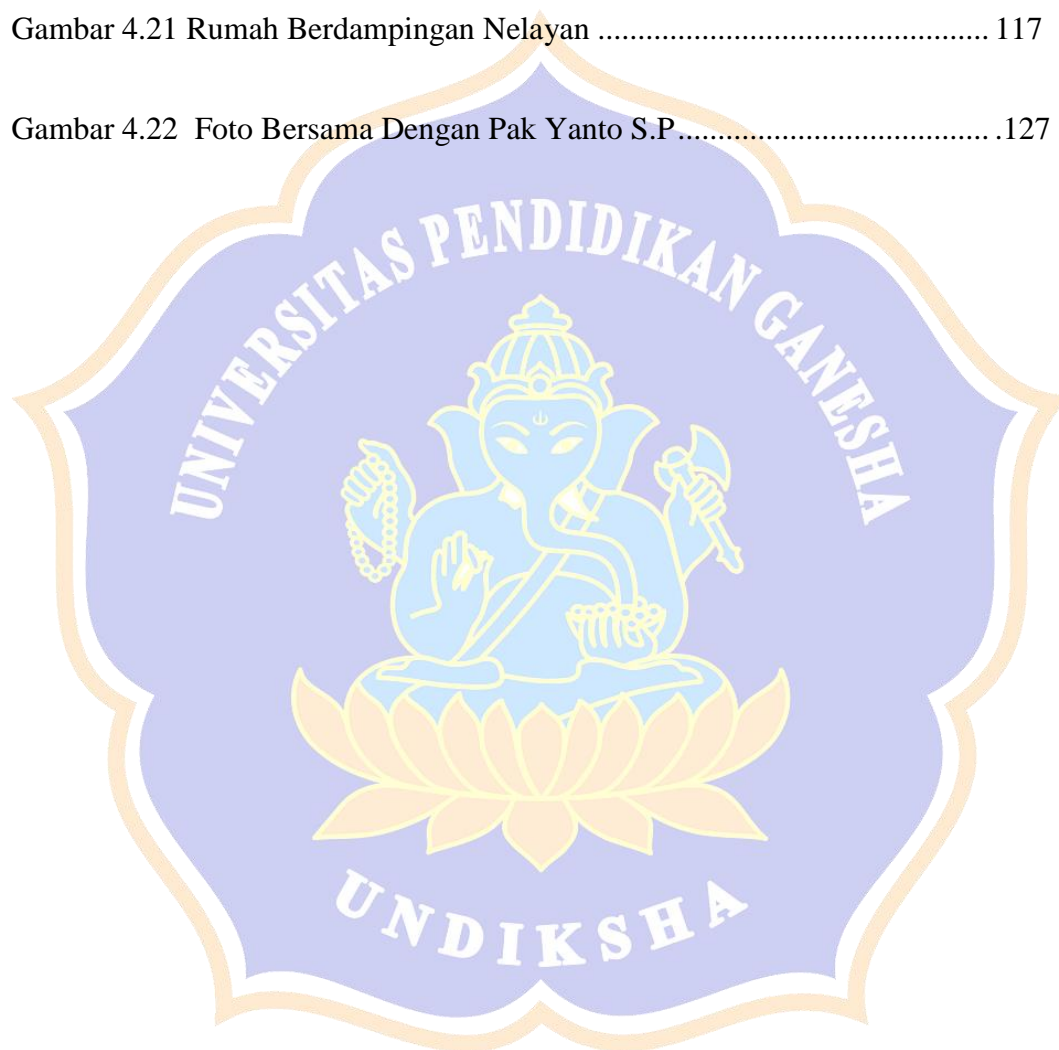 Gambar 4.21 Rumah Berdampingan Nelayan ............................................. 117
Gambar 4.22  Foto Bersama Dengan Pak Yanto S.P.................................... .127
UNIVERSITAS PENDIDIKAN GANESHA
UNDIKSHA